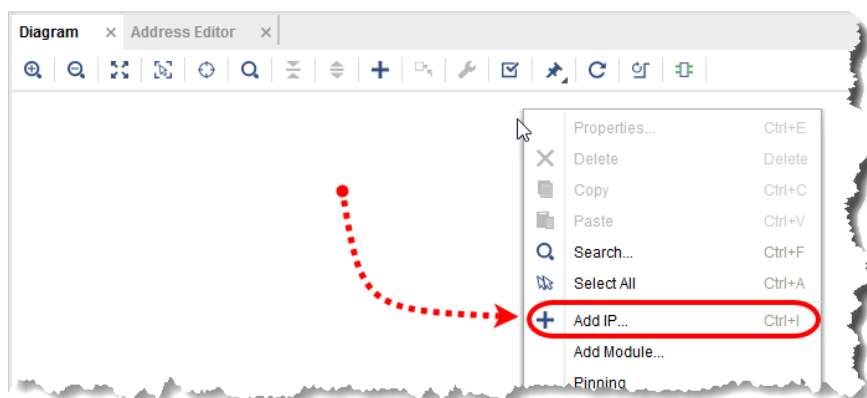 Diagram × Address Editor ×
Properties... Ctrl+E
Delete Delete
Copy Ctrl+C
Paste Ctrl+V
Search... Ctrl+F
Select All Ctrl+A
Add IP... Ctrl+I
Add Module...
Pinning